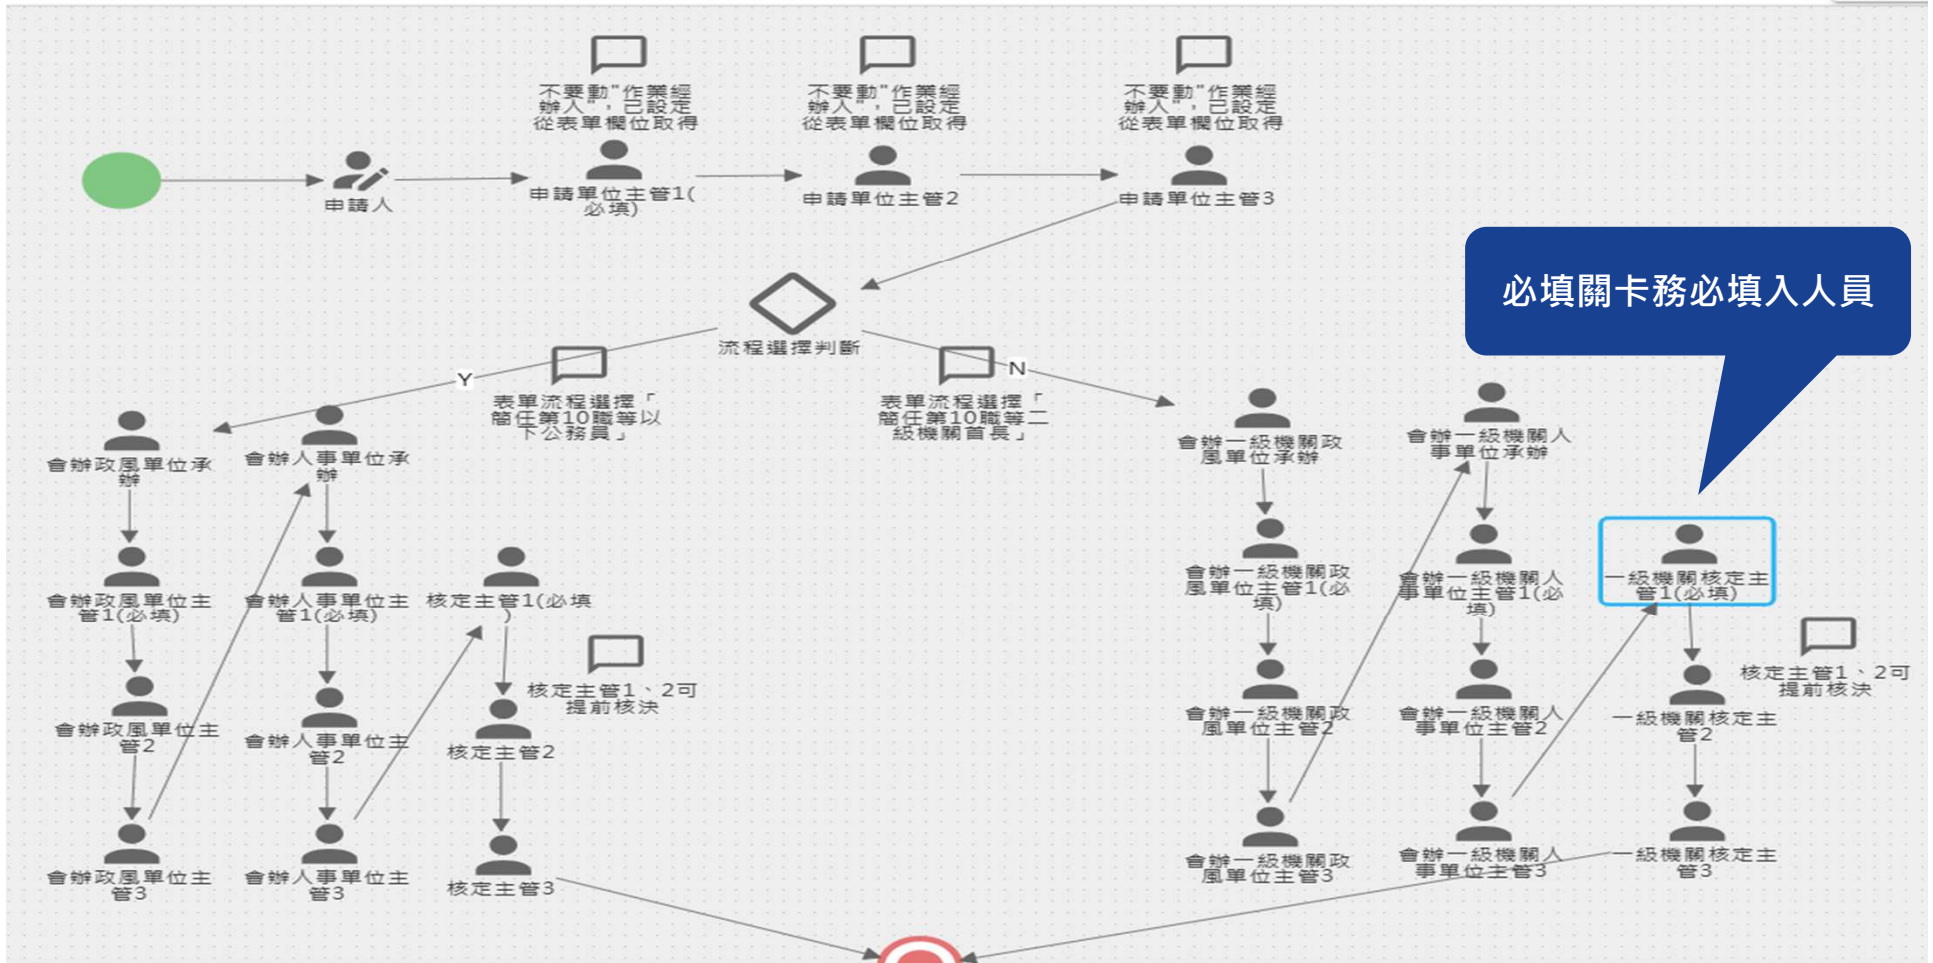 不要動"作業經
辦人"，已設定
從表單欄位取得
不要動"作業經
辦人"，已設定
從表單欄位取得
不要動"作業經
辦人"，已設定
從表單欄位取得
申請人
申請單位主管1(
必填)
申請單位主管2
申請單位主管3
必填關卡務必填入人員
流程選擇判斷
Y
N
表單流程選擇「
簡任第10職等以
下公務員」
表單流程選擇「
簡任第10職等二
級機關首長」
會辦政風單位承
辦
會辦人事單位承
辦
會辦一級機關政
風單位承辦
會辦一級機關人
事單位承辦
會辦政風單位主
管1(必填)
會辦人事單位主
管1(必填)
核定主管1(必填
)
會辦一級機關政
風單位主管1(必
填)
會辦一級機關人
事單位主管1(必
填)
一級機關核定主
管1(必填)
核定主管1、2可
提前核決
核定主管1、2可
提前核決
會辦政風單位主
管2
會辦人事單位主
管2
核定主管2
會辦一級機關政
風單位主管2
會辦一級機關人
事單位主管2
一級機關核定主
管2
會辦政風單位主
管3
會辦人事單位主
管3
核定主管3
會辦一級機關政
風單位主管3
會辦一級機關人
事單位主管3
一級機關核定主
管3